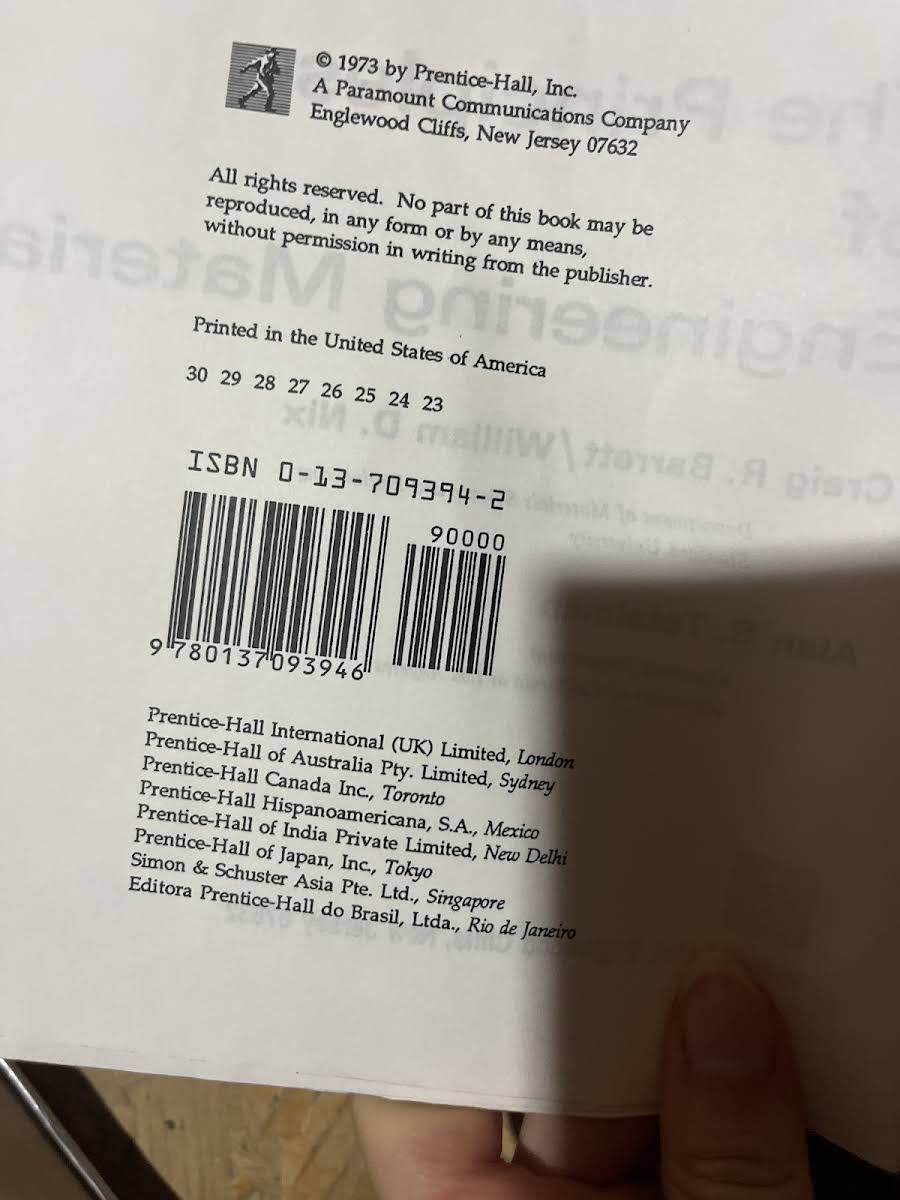 © 1973 by Prentice-Hall, Inc.
A Paramount Communications Company
Englewood Cliffs, New Jersey 07632
All rights reserved. No part of this book may be
reproduced, in any form or by any means,
without permission in writing from the publisher.
Printed in the United States of America
30 29 28 27 26 25 24 23
ISBN 0-13-709394-2
90000
9 780137 093946
Prentice-Hall International (UK) Limited, London
Prentice-Hall of Australia Pty. Limited, Sydney
Prentice-Hall Canada Inc., Toronto
Prentice-Hall Hispanoamericana, S.A., Mexico
Prentice-Hall of India Private Limited, New Delhi
Prentice-Hall of Japan, Inc., Tokyo
Simon & Schuster Asia Pte. Ltd., Singapore
Editora Prentice-Hall do Brasil, Ltda., Rio de Janeiro